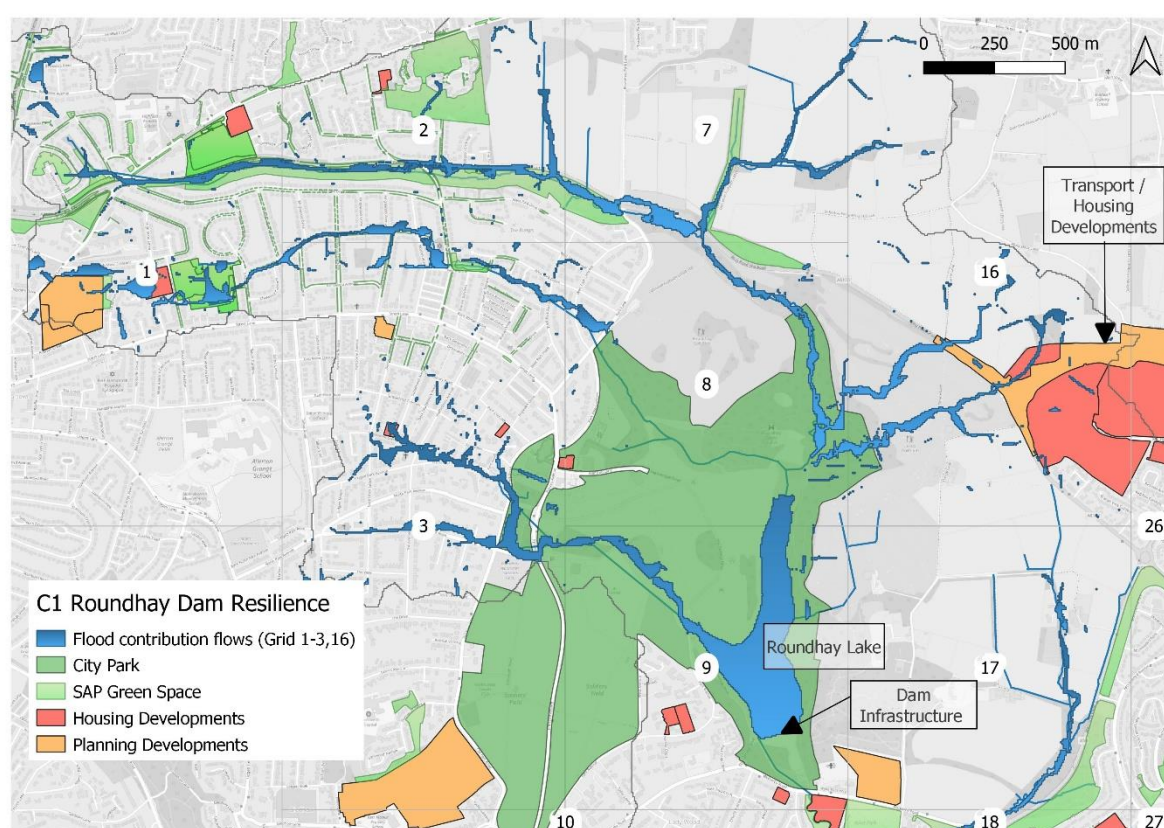 0 250 500 m
2
7
Transport /
Housing
Developments
1
16
8
3
26
C1 Roundhay Dam Resilience
Flood contribution flows (Grid 1-3,16)
City Park
SAP Green Space
Housing Developments
Planning Developments
Roundhay Lake
9
17
Dam
Infrastructure
10
18
27